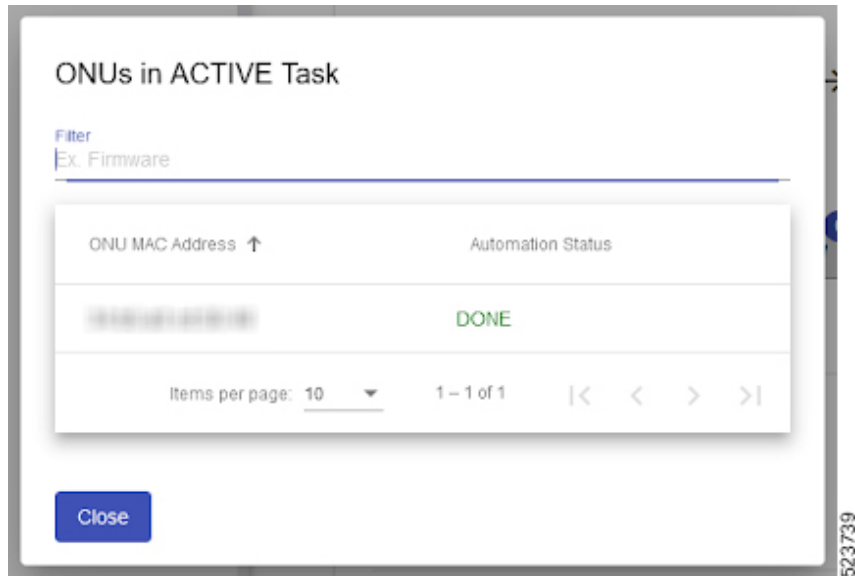 ONUs in ACTIVE Task
Filter
Ex. Firmware
ONU MAC Address ↑ Automation Status
DONE
Items per page: 10 1 – 1 of 1 |< < > >|
Close
523739